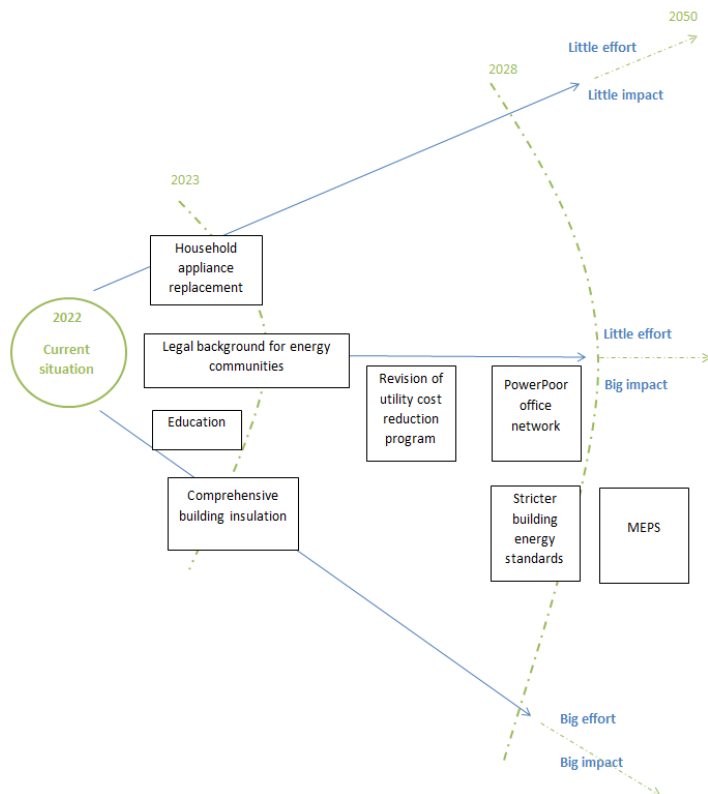 2050
Little effort
2028
Little impact
2023
Household
appliance
replacement
2022
Current
situation
Legal background for energy
communities
Little effort
Big impact
Revision of
utility cost
reduction
program
PowerPoor
office
network
Education
Comprehensive
building insulation
Stricter
building
energy
standards
MEPS
Big effort
Big impact